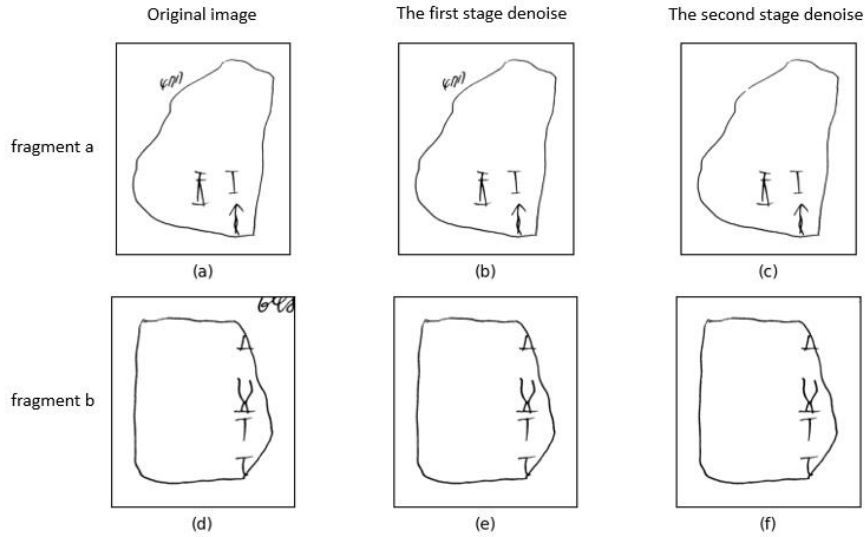 Original image The first stage denoise The second stage denoise
fragment a
(a) (b) (c)
fragment b
(d) (e) (f)